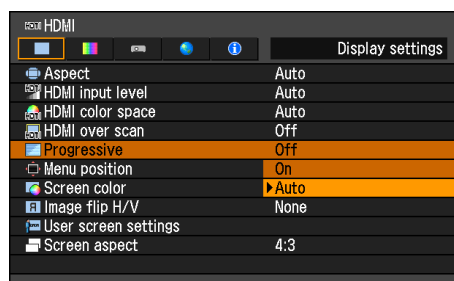 HDMI
Display settings
Aspect Auto
HDMI input level Auto
HDMI color space Auto
HDMI over scan Off
Progressive Off
Menu position On
Screen color Auto
Image flip H/V None
User screen settings
Screen aspect 4:3